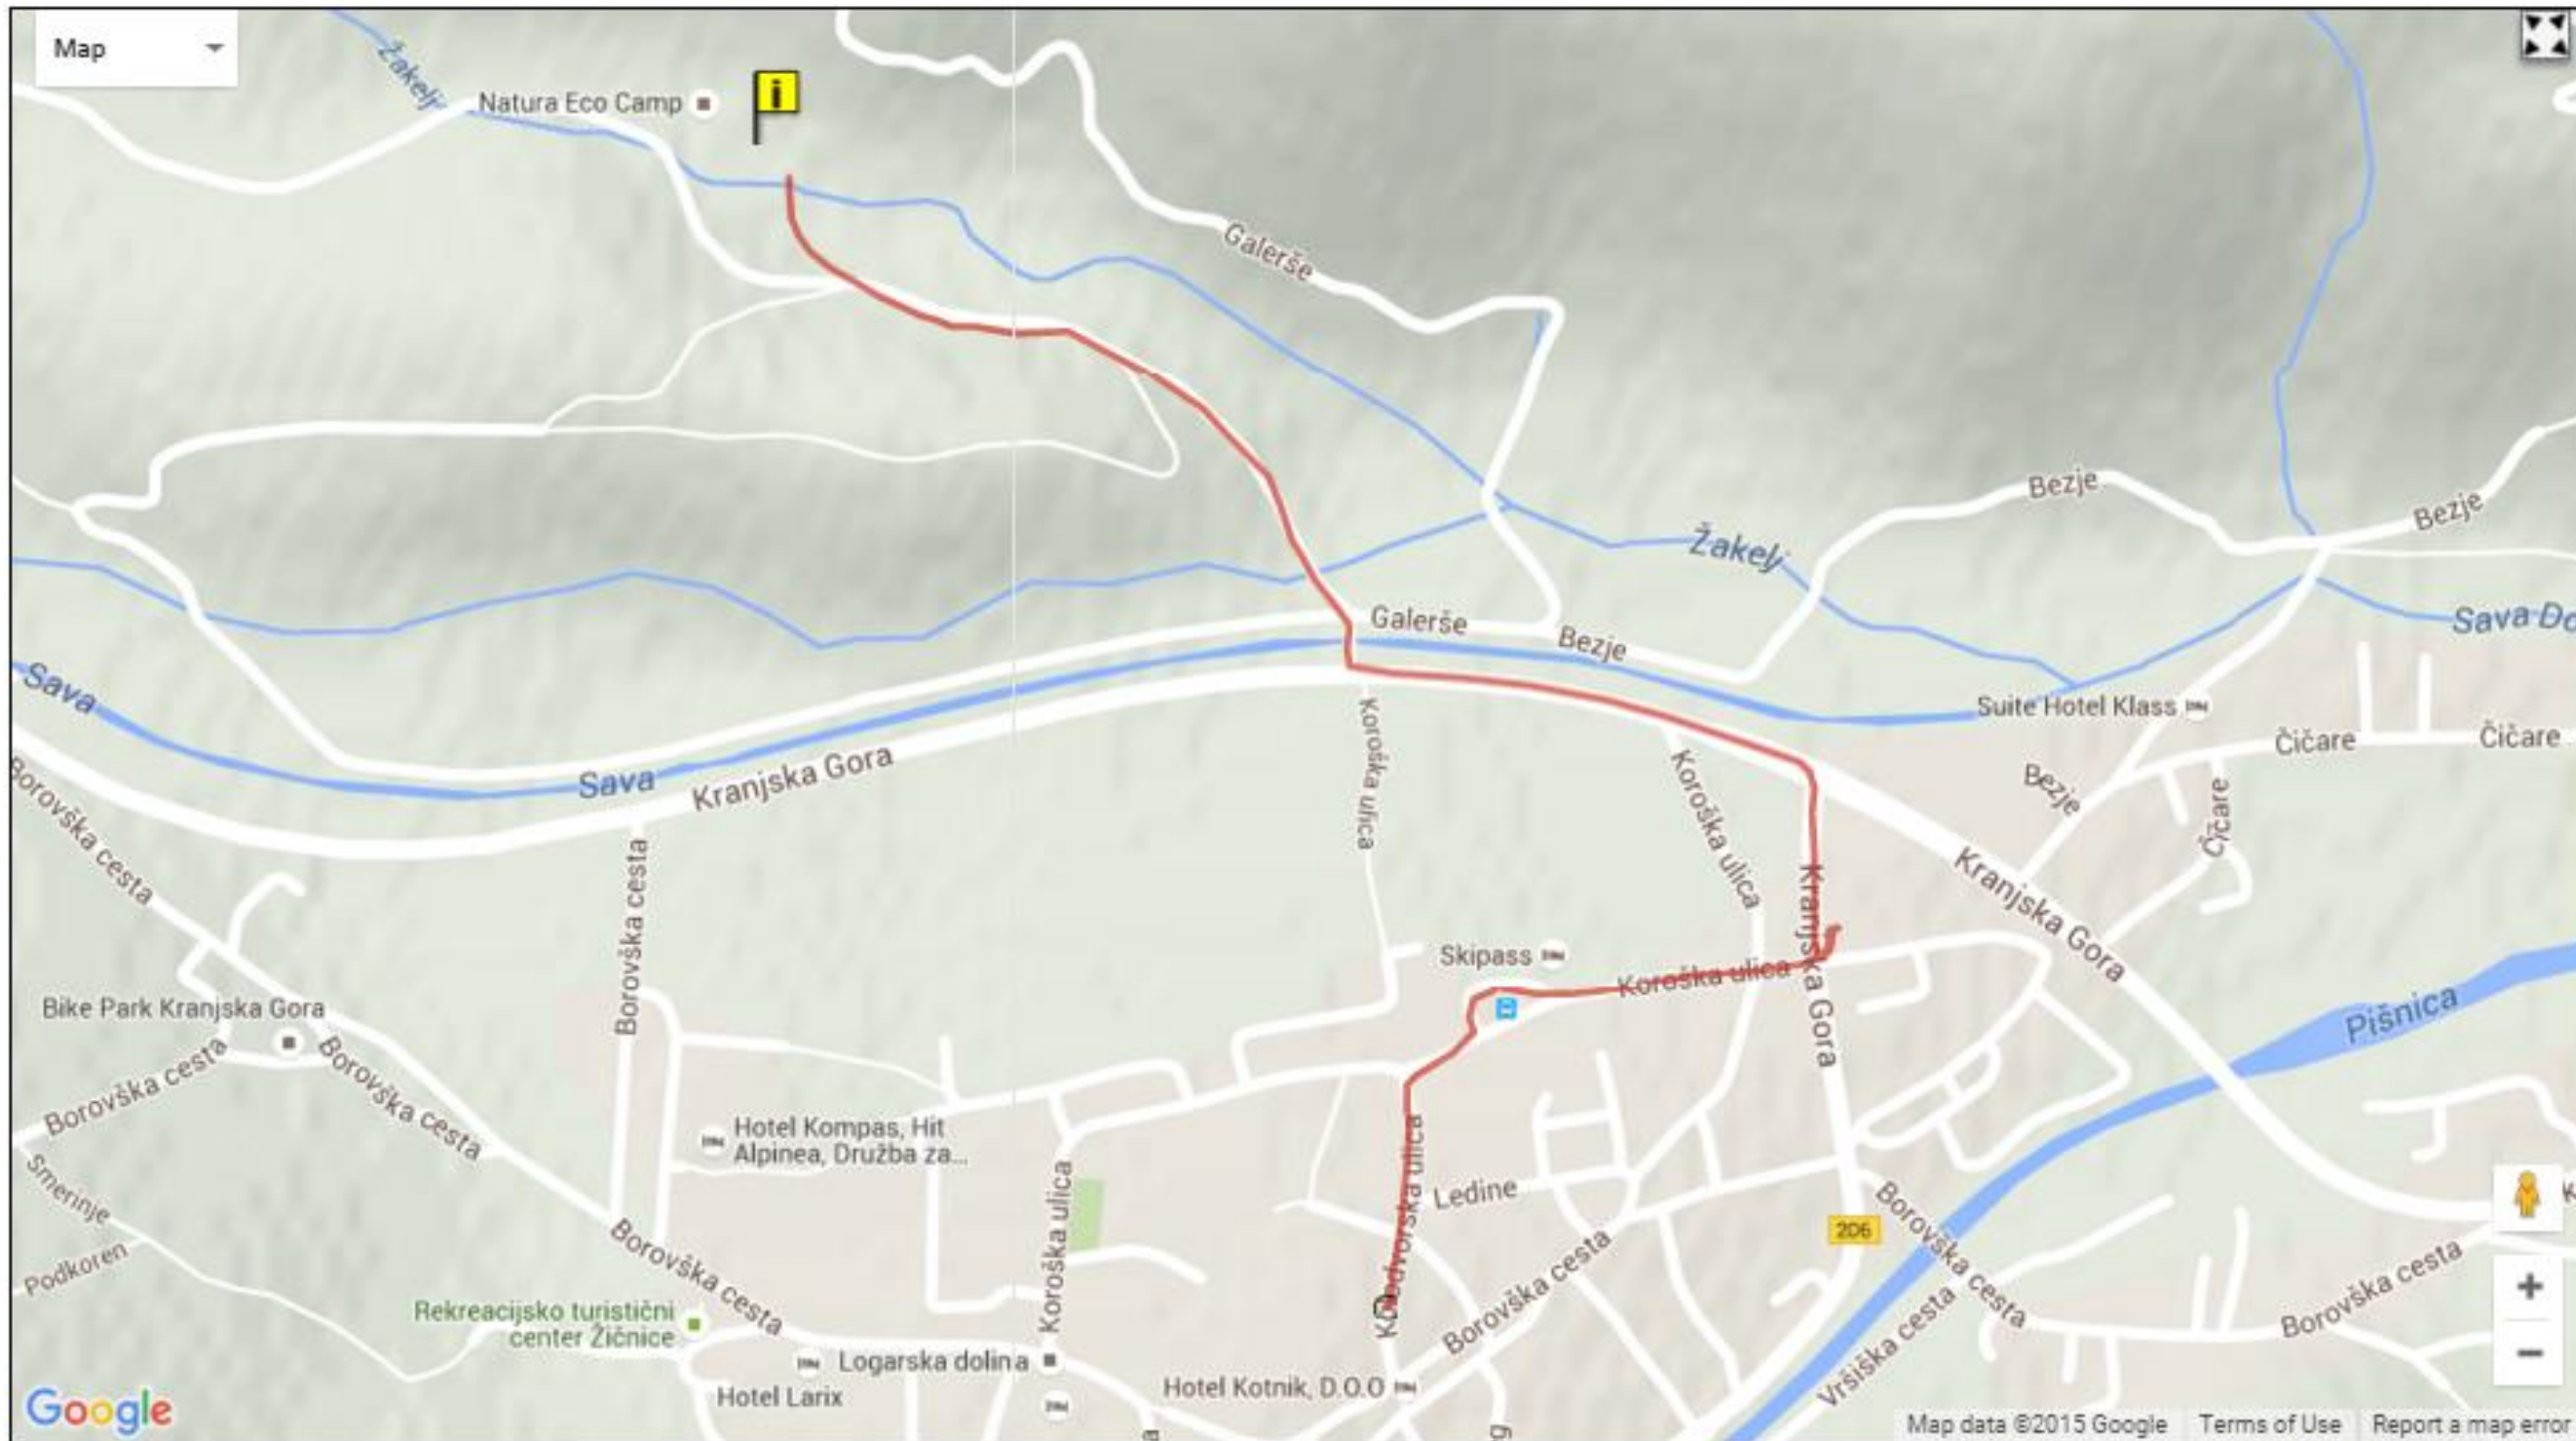 Map
Žakelj
Natura Eco Camp
i
Galerše
Bezje
Bezje
Žakelj
Galerše
Bezje
Sava Do
Sava
Suite Hotel Klass
Koroška ulica
Čičare
Čičare
Sava
Kranjska Gora
Koroška ulica
Bezje
Čičare
Borovška cesta
Borovška cesta
Kranjska Gora
Kranjska Gora
Skipass
Koroška ulica
Bike Park Kranjska Gora
Pišnica
Borovška cesta
Borovška cesta
Hotel Kompas, Hit
Alpinea, Družba za...
Koroška ulica
Kolodvorska ulica
Ledine
Smerinje
Podkoren
Borovška cesta
206
Borovška cesta
Borovška cesta
Borovška cesta
Rekreacijsko turistični
center Žičnice
Vršiška cesta
Logarska dolina
Hotel Larix
Hotel Kotnik, D.O.O
Google
Map data ©2015 Google
Terms of Use
Report a map error